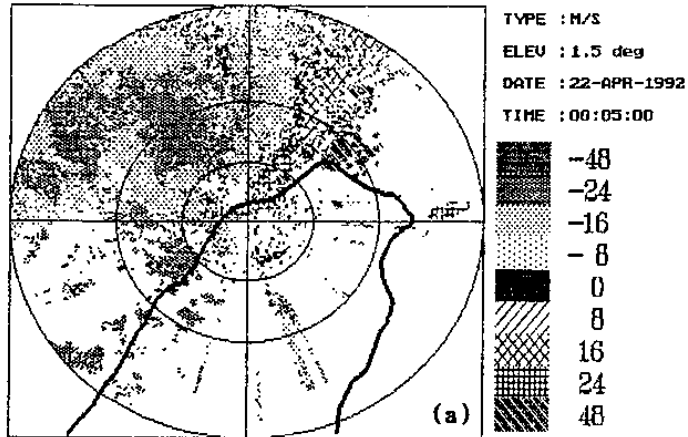 TYPE : M/S
ELEV : 1.5 deg
DATE : 22-APR-1992
TIME : 00:05:00
-48
-24
-16
- 8
0
8
16
24
48
(a)